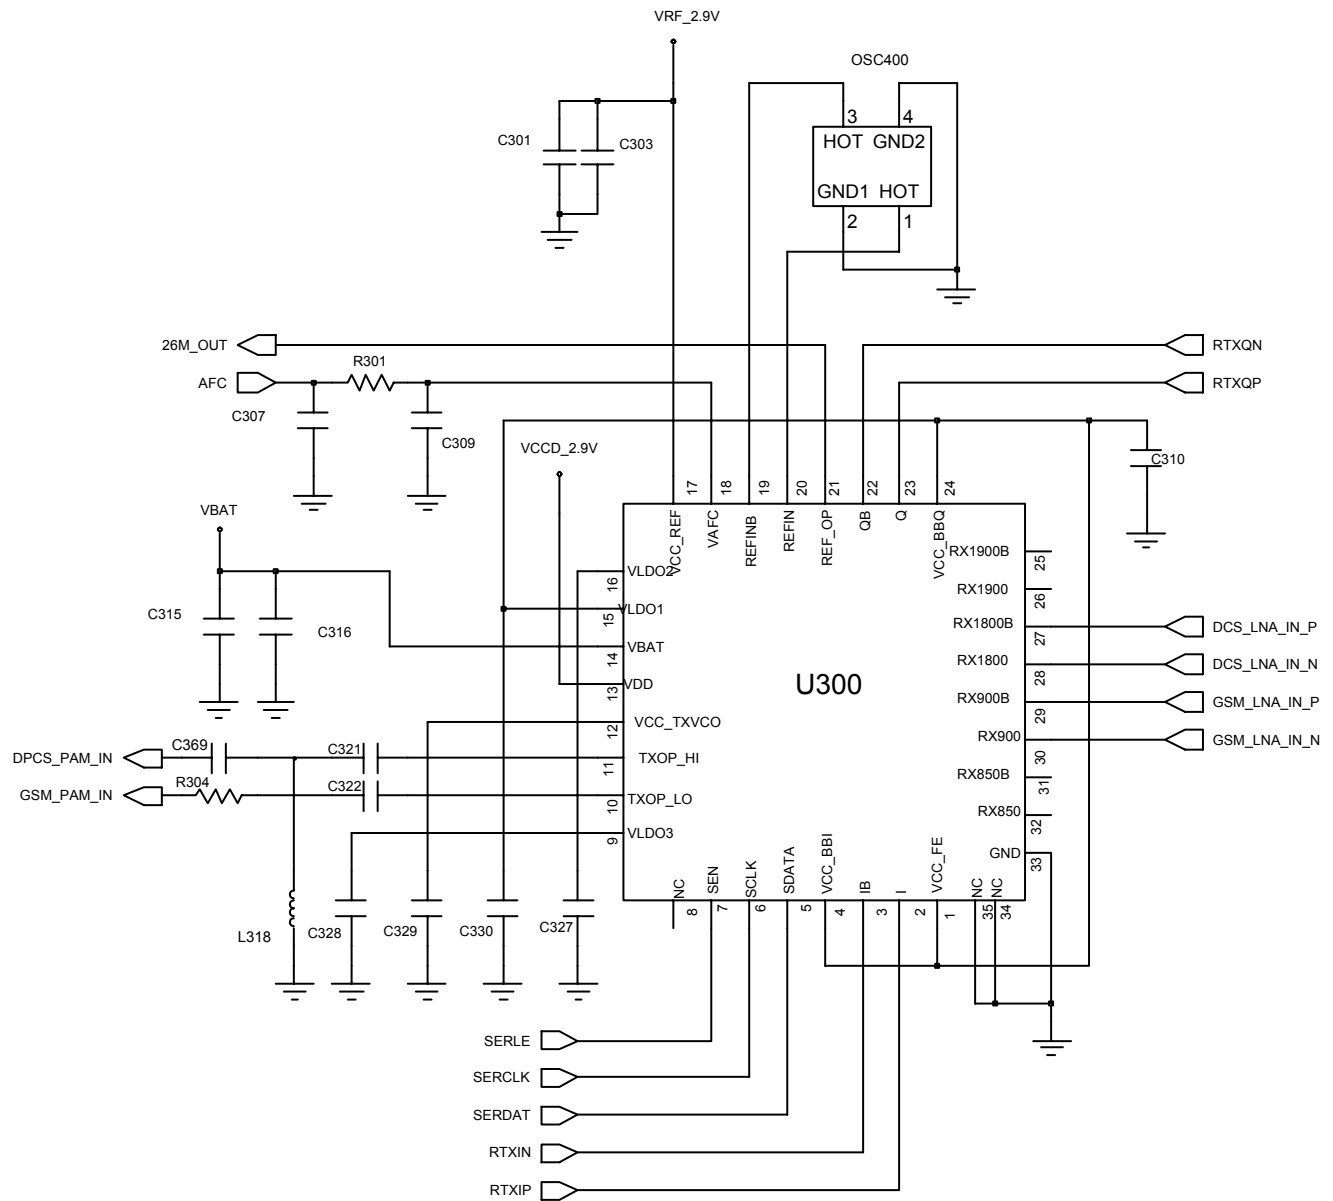 VRF_2.9V
OSC400
3 4
HOT GND2
C301
C303
GND1 HOT
2 1
26M_OUT
R301
RTXQN
AFC
RTXQP
C307
C309
VCCD_2.9V
C310
VBAT
17 18 19 20 21 22 23 24
VCC_REF
VAFC
REFINB
REFIN
REF_OP
QB
Q
VCC_BBQ
RX1900B
25
VLDO2
16
RX1900
26
C315
C316
VLDO1
15
RX1800B
27
DCS_LNA_IN_P
VBAT
14
RX1800
28
DCS_LNA_IN_N
VDD
13
U300
RX900B
29
GSM_LNA_IN_P
VCC_TXVCO
12
RX900
30
GSM_LNA_IN_N
C369
C321
DPCS_PAM_IN
TXOP_HI
11
RX850B
31
R304
C322
GSM_PAM_IN
TXOP_LO
10
RX850
32
VLDO3
9
GND
33
NC
SEN
SCLK
SDATA
VCC_BBI
IB
I
VCC_FE
NC
NC
8 7 6 5 4 3 2 1 35 34
L318
C328
C329
C330
C327
SERLE
SERCLK
SERDAT
RTXIN
RTXIP